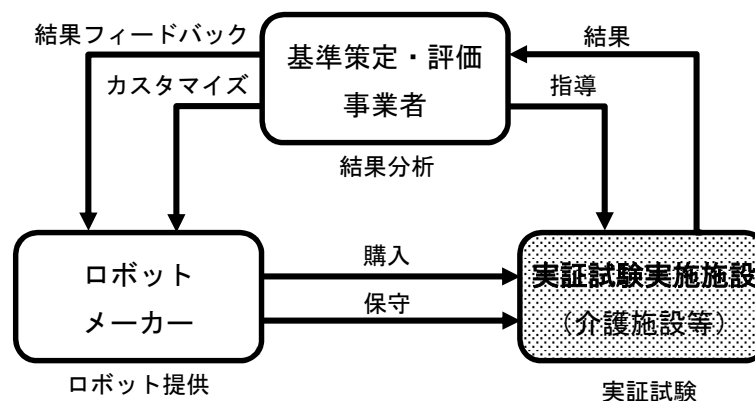 結果フィードバック
カスタマイズ
基準策定・評価
事業者
結果分析
結果
指導
ロボット
メーカー
ロボット提供
購入
保守
実証試験実施施設
(介護施設等)
実証試験